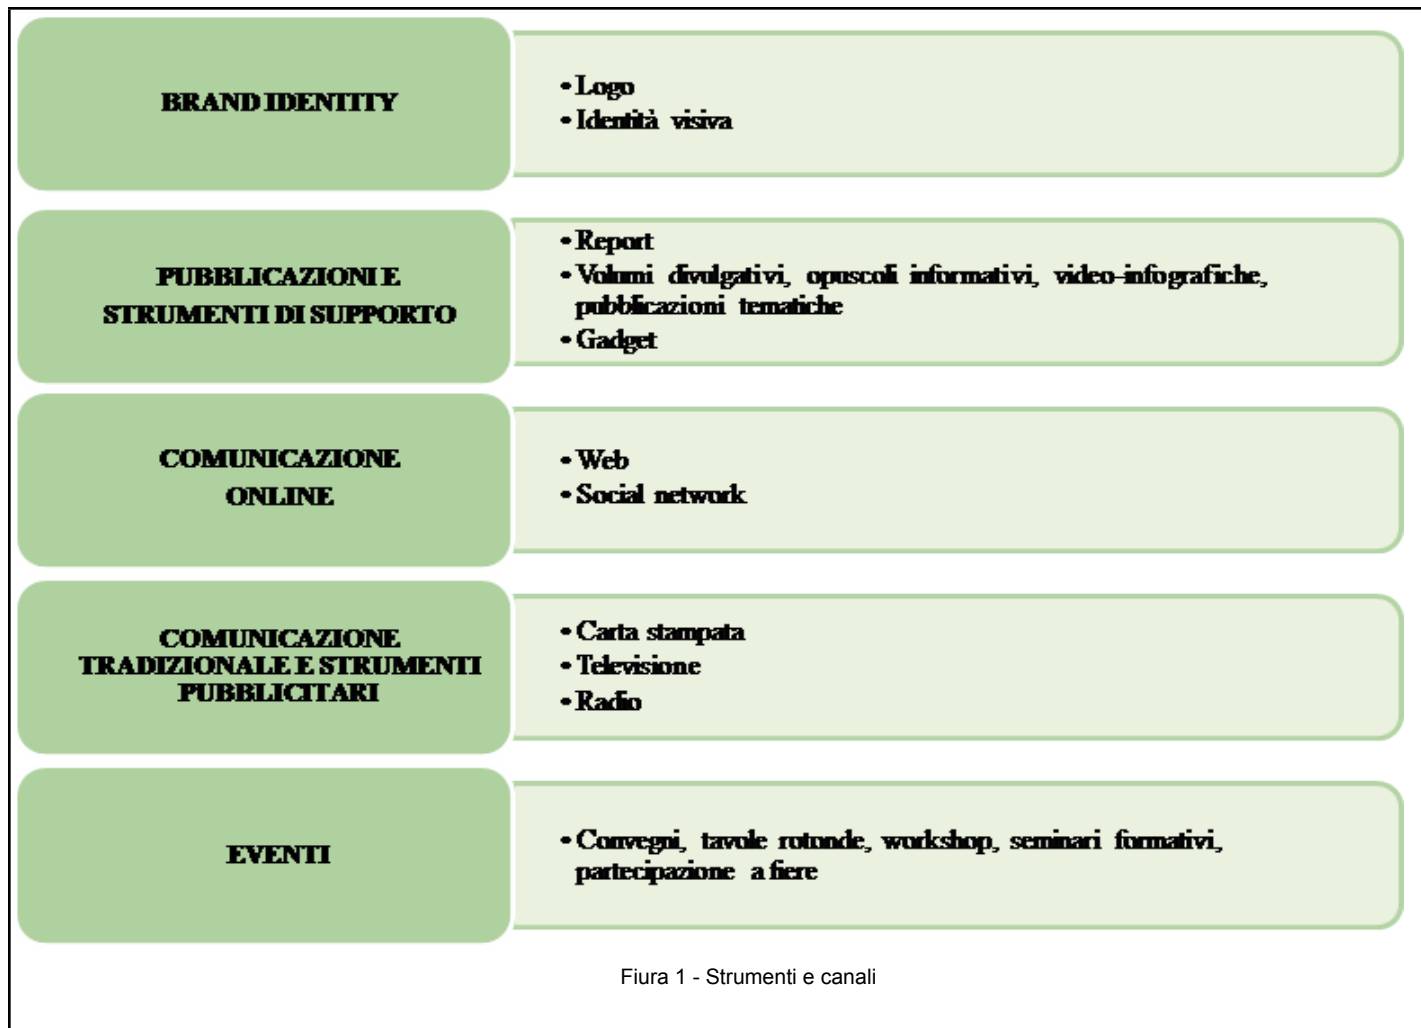 BRAND IDENTITY
• Logo
• Identità visiva
PUBBLICAZIONI E
STRUMENTI DI SUPPORTO
• Report
• Volumi divulgativi, opuscoli informativi, video-infografiche,
pubblicazioni tematiche
• Gadget
COMUNICAZIONE
ONLINE
• Web
• Social network
COMUNICAZIONE
TRADIZIONALE E STRUMENTI
PUBBLICITARI
• Carta stampata
• Televisione
• Radio
EVENTI
• Convegni, tavole rotonde, workshop, seminari formativi,
partecipazione a fiere
Fiura 1 - Strumenti e canali